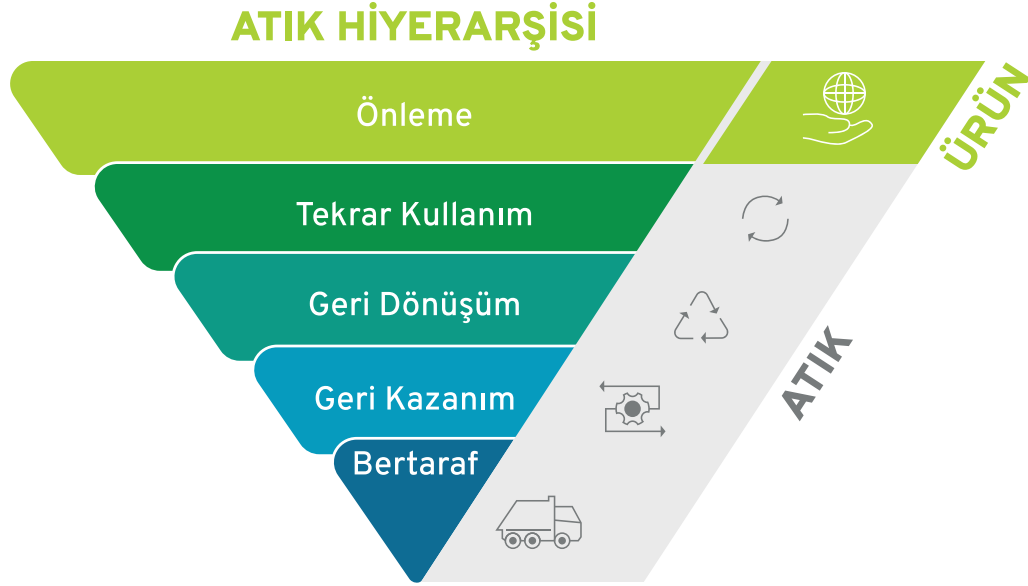 ATIK HİYERARŞİSİ
Önleme
ÜRÜN
Tekrar Kullanım
Geri Dönüşüm
ATIK
Geri Kazanım
Bertaraf